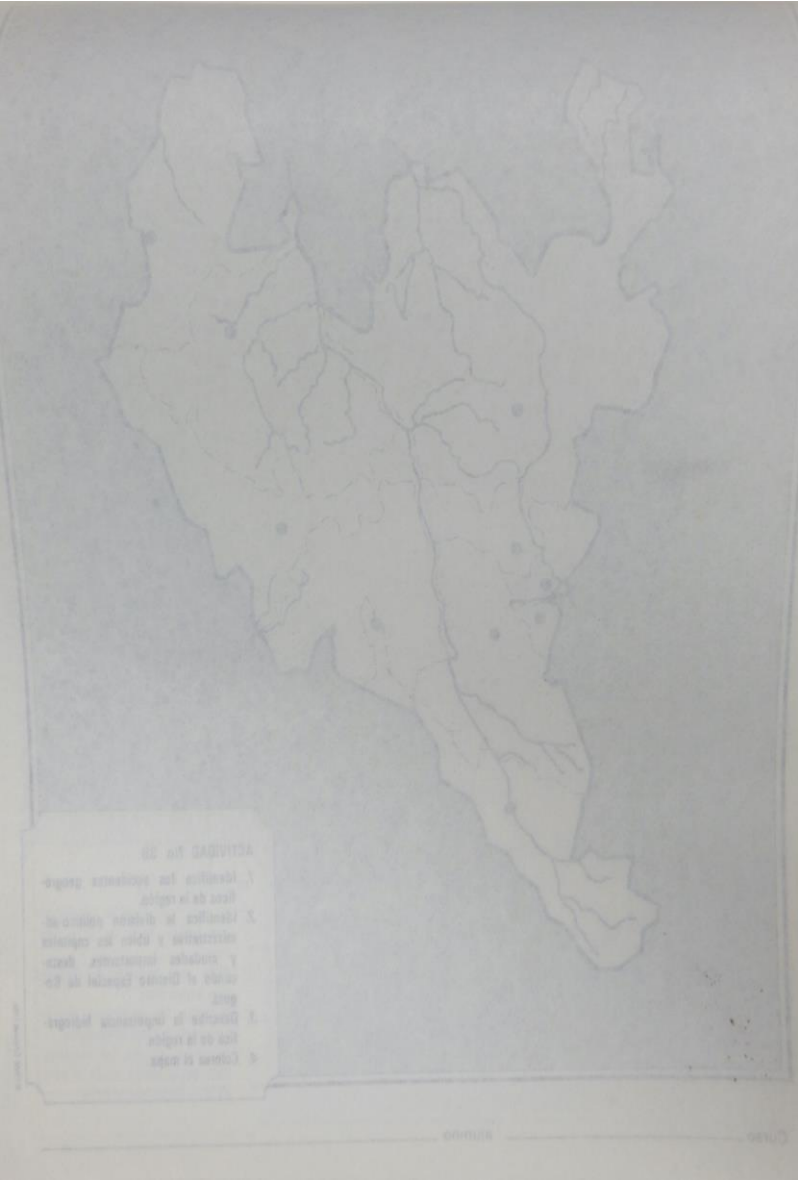 ACTIVIDAD No.
1. Identifica los accidentes geográ-
ficos de la región.
2. Identifica la división político-ad-
ministrativa y ubica las capitales
y ciudades importantes, desta-
cando el Distrito Especial de Bo-
gotá.
3. Describe la importancia hidrográ-
fica de la región.
4. Colorea el mapa.
Curso Alumno